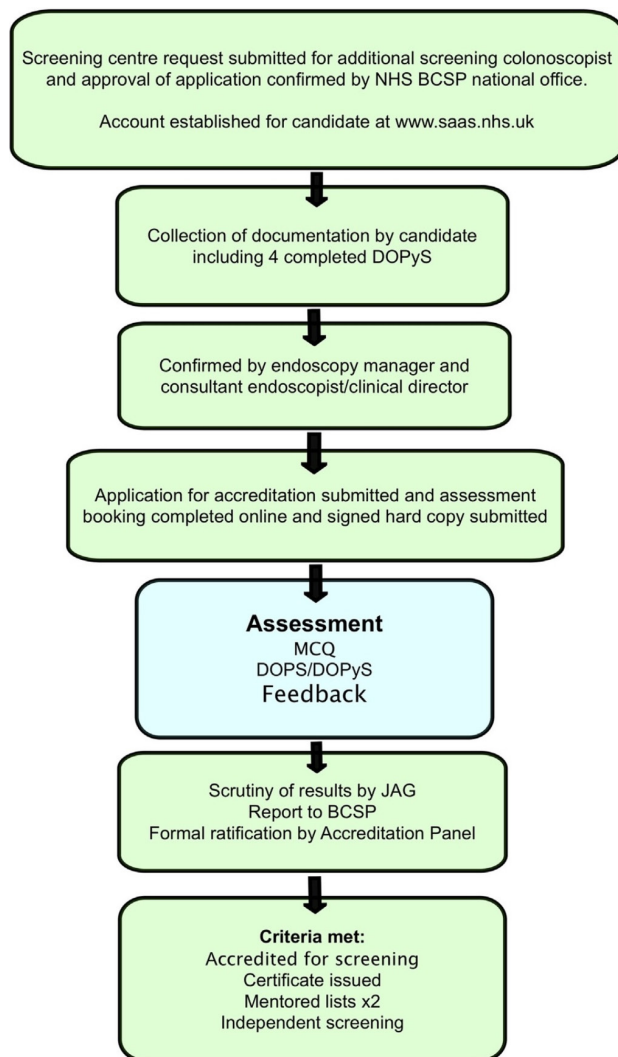 Screening centre request submitted for additional screening colonoscopist
and approval of application confirmed by NHS BCSP national office.
Account established for candidate at www.saas.nhs.uk
Collection of documentation by candidate
including 4 completed DOPyS
Confirmed by endoscopy manager and
consultant endoscopist/clinical director
Application for accreditation submitted and assessment
booking completed online and signed hard copy submitted
Assessment
MCQ
DOPS/DOPyS
Feedback
Scrutiny of results by JAG
Report to BCSP
Formal ratification by Accreditation Panel
Criteria met:
Accredited for screening
Certificate issued
Mentored lists x2
Independent screening